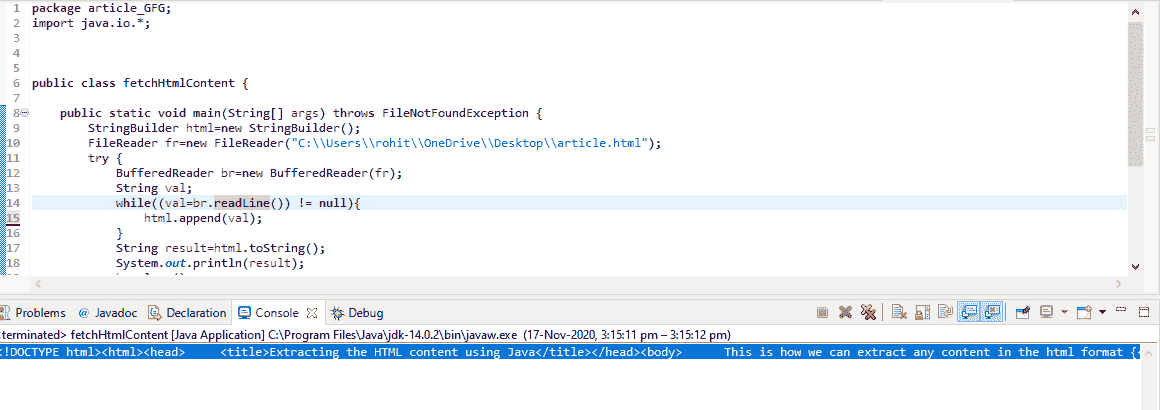 1 package article_GFG;
2 import java.io.*;
3
4
5
6 public class fetchHtmlContent {
7
8 public static void main(String[] args) throws FileNotFoundException {
9 StringBuilder html=new StringBuilder();
10 FileReader fr=new FileReader("C:\\Users\\rohit\\OneDrive\\Desktop\\article.html");
11 try {
12 BufferedReader br=new BufferedReader(fr);
13 String val;
14 while((val=br.readLine()) != null){
15 html.append(val);
16 }
17 String result=html.toString();
18 System.out.println(result);
Problems @ Javadoc Declaration Console Debug
<terminated> fetchHtmlContent [Java Application] C:\Program Files\Java\jdk-14.0.2\bin\javaw.exe (17-Nov-2020, 3:15:11 pm – 3:15:12 pm)
<!DOCTYPE html><html><head> <title>Extracting the HTML content using Java</title></head><body> This is how we can extract any content in the html format {